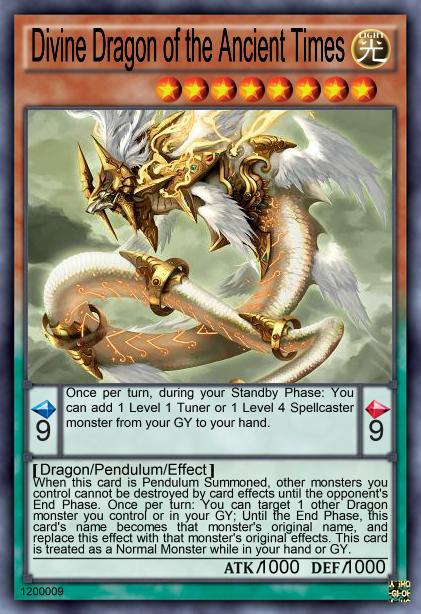 Divine Dragon of the Ancient Times
LIGHT
光
Once per turn, during your Standby Phase: You
can add 1 Level 1 Tuner or 1 Level 4 Spellcaster
monster from your GY to your hand.
9
9
[Dragon/Pendulum/Effect]
When this card is Pendulum Summoned, other monsters you
control cannot be destroyed by card effects until the opponent's
End Phase. Once per turn: You can target 1 other Dragon
monster you control or in your GY; Until the End Phase, this
card's name becomes that monster's original name, and
replace this effect with that monster's original effects. This card
is treated as a Normal Monster while in your hand or GY.
ATK/1000 DEF/1000
1200009